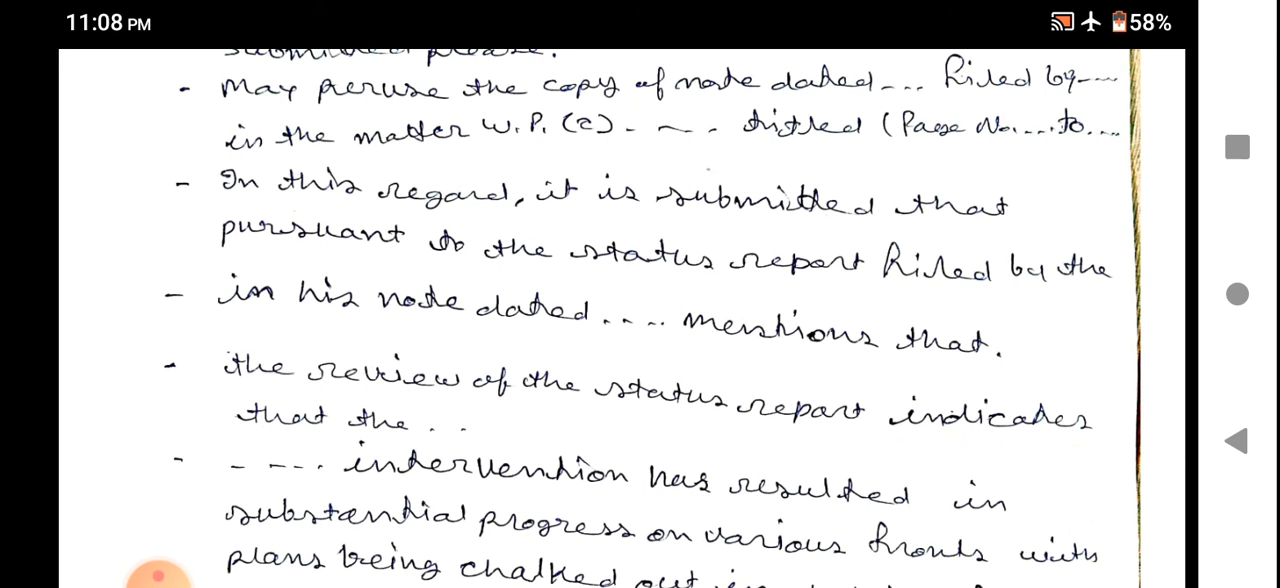 11:08 PM 58%
submitted please.
- May peruse the copy of note dated --... filed by ----
in the matter W.P.(c) - ~ - . titled (Page No.....to....
- In this regard, it is submitted that
pursuant to the status report filed by the
- in his note dated . . .. mentions that.
- the review of the status report indicates
that the . ..
- - ---. intervention has resulted in
substantial progress on various fronts with
plans being chalked out